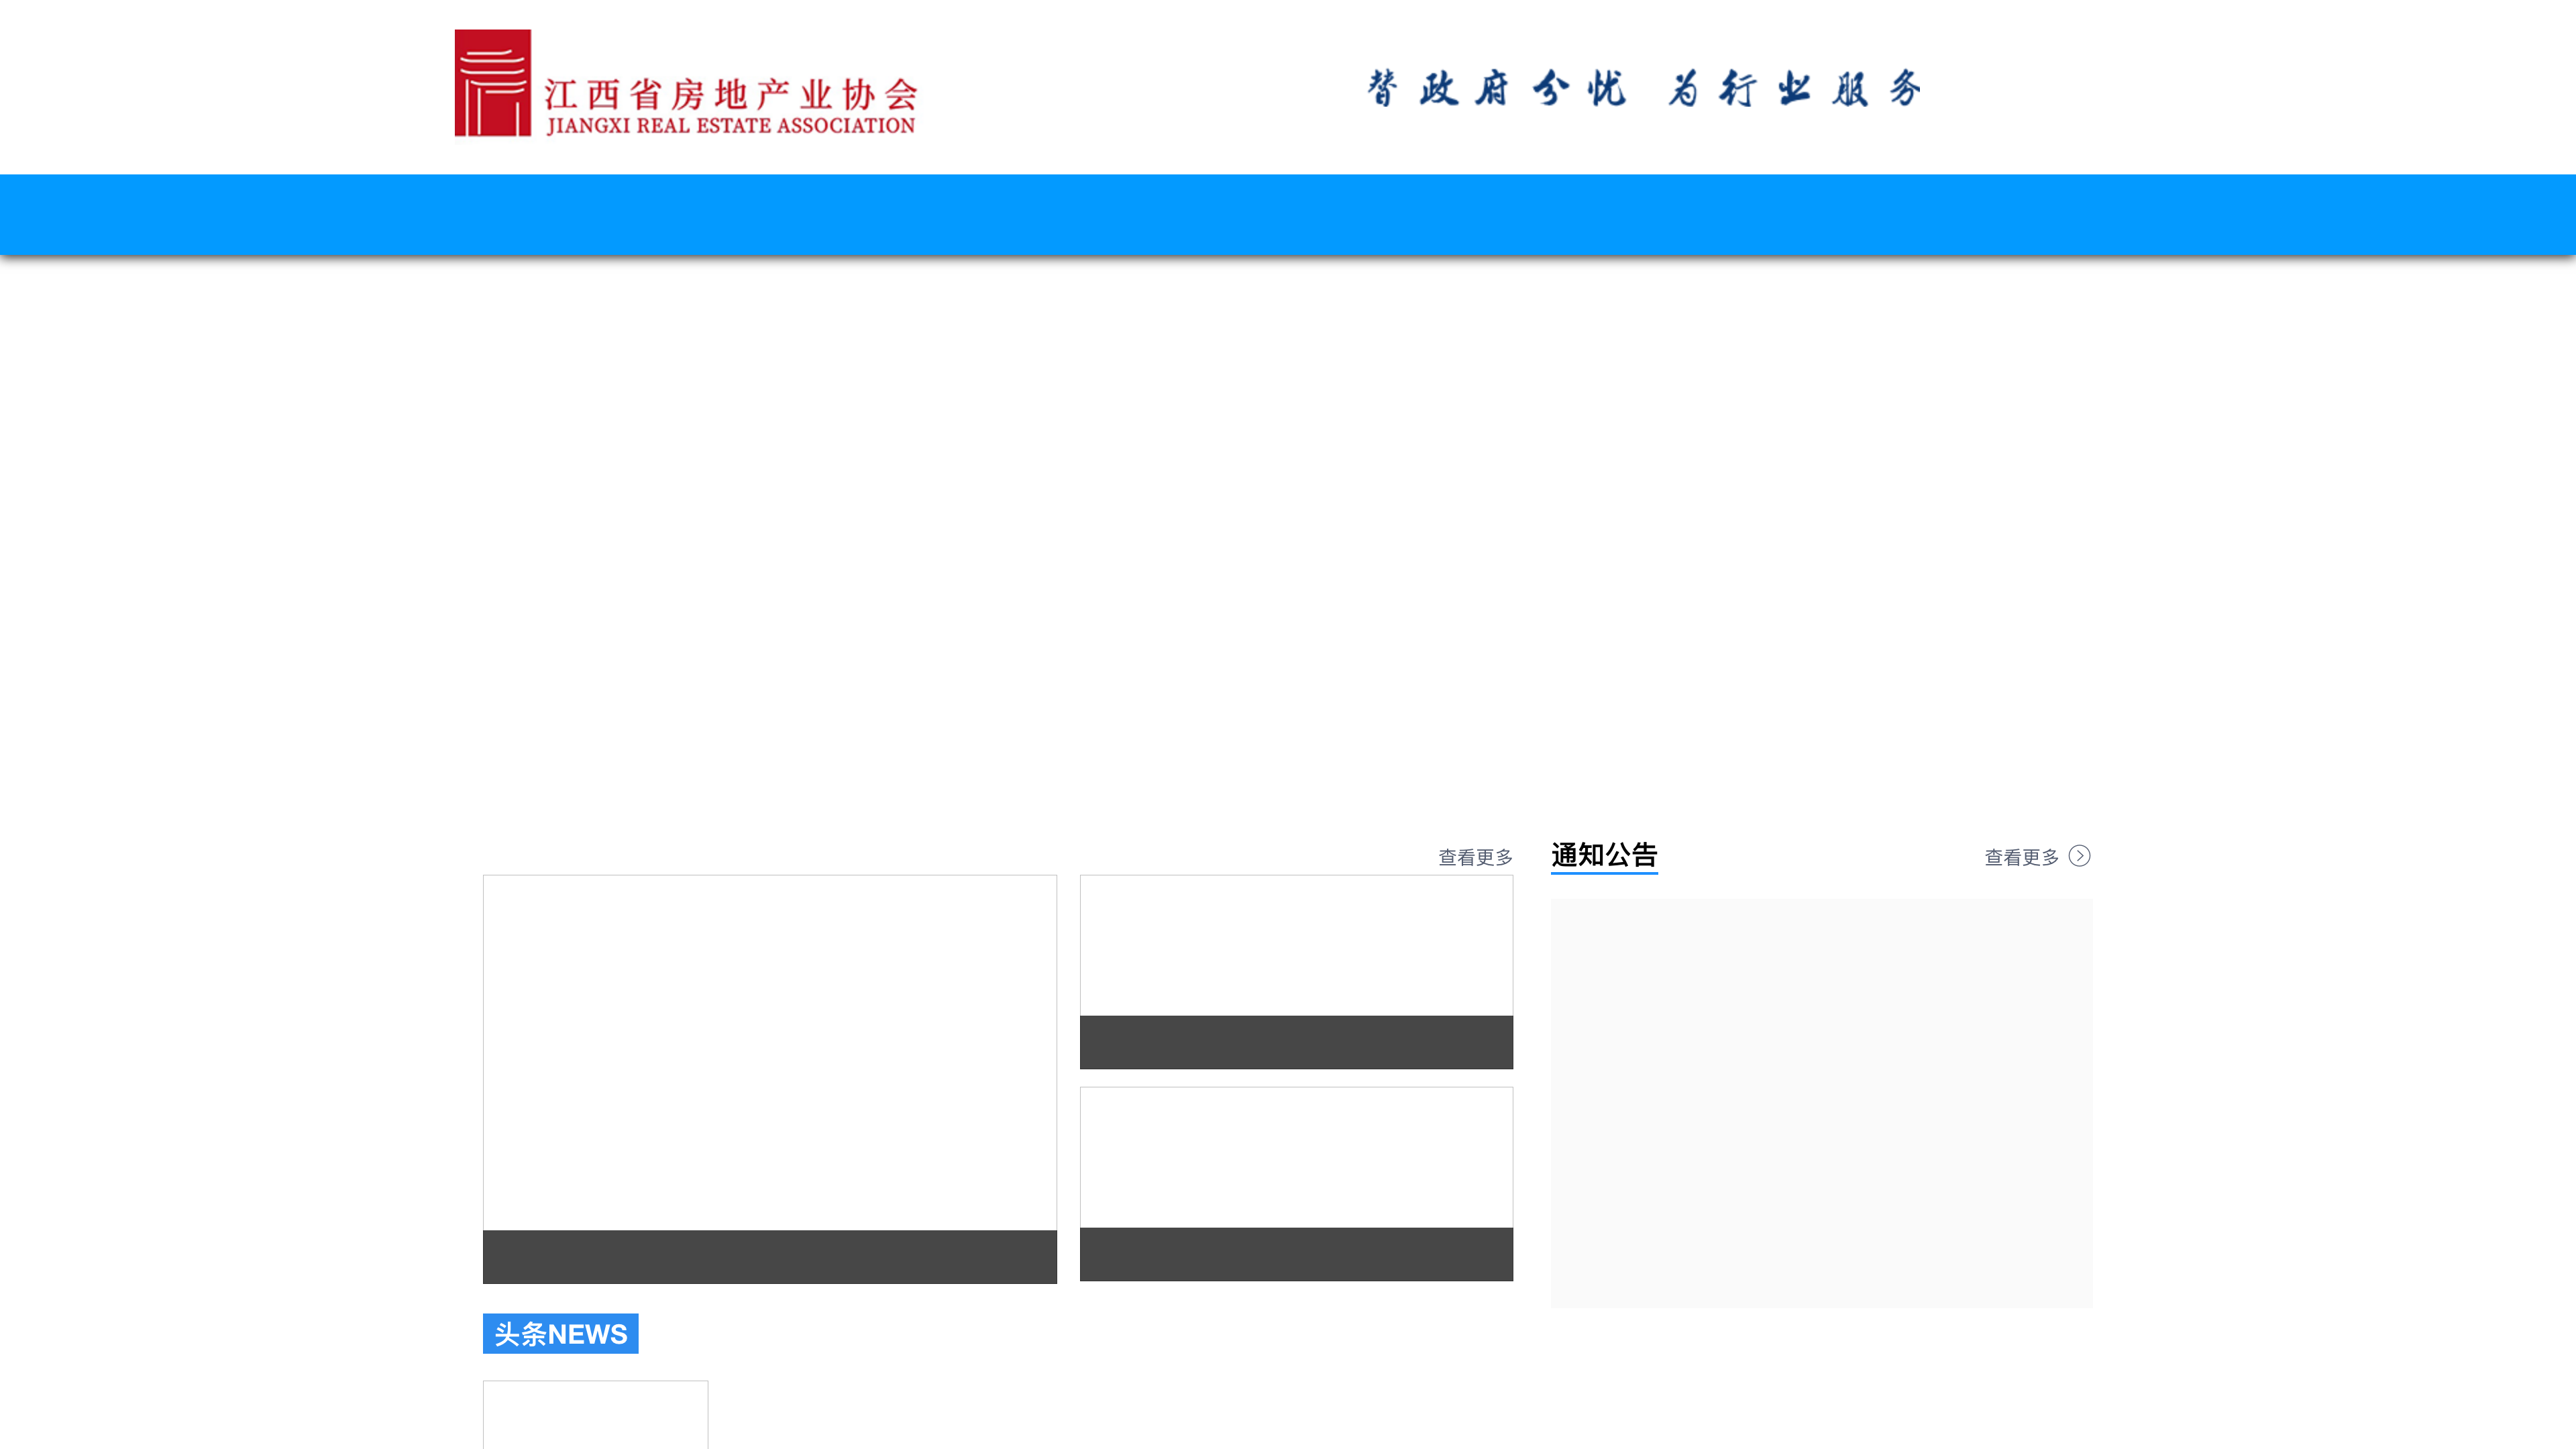 江西省房地产业协会
JIANGXI REAL ESTATE ASSOCIATION
替政府分忧 为行业服务
查看更多
通知公告
查看更多
头条NEWS